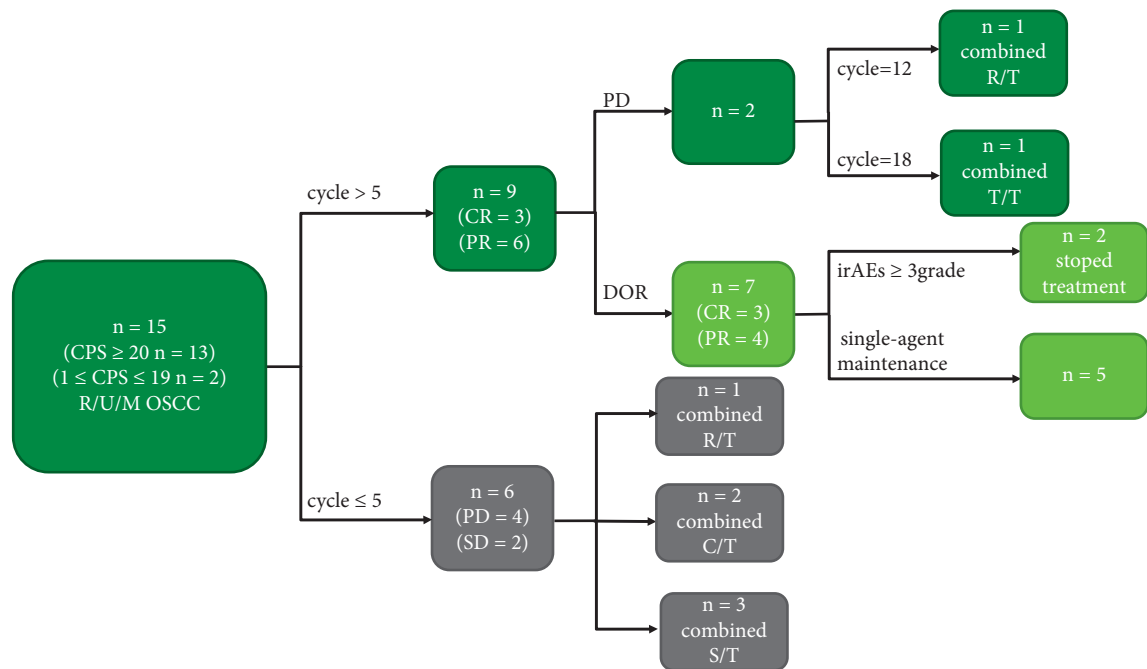 n = 15
(CPS ≥ 20 n = 13)
(1 ≤ CPS ≤ 19 n = 2)
R/U/M OSCC
cycle > 5
n = 9
(CR = 3)
(PR = 6)
PD
n = 2
cycle=12
n = 1
combined
R/T
cycle=18
n = 1
combined
T/T
DOR
n = 7
(CR = 3)
(PR = 4)
irAEs ≥ 3grade
n = 2
stoped
treatment
single-agent
maintenance
n = 5
cycle ≤ 5
n = 6
(PD = 4)
(SD = 2)
n = 1
combined
R/T
n = 2
combined
C/T
n = 3
combined
S/T